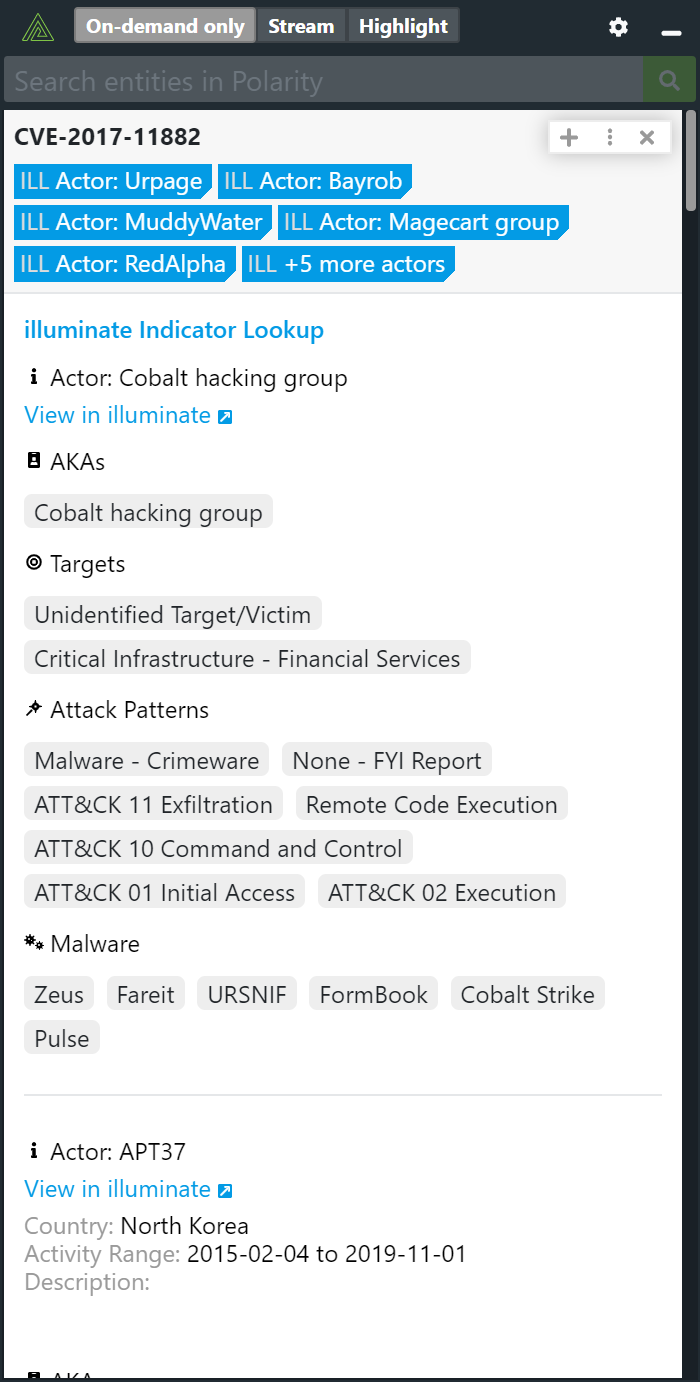 On-demand only Stream Highlight
Search entities in Polarity
CVE-2017-11882
ILL Actor: Urpage ILL Actor: Bayrob
ILL Actor: MuddyWater ILL Actor: Magecart group
ILL Actor: RedAlpha ILL +5 more actors
illuminate Indicator Lookup
Actor: Cobalt hacking group
View in illuminate
AKAs
Cobalt hacking group
Targets
Unidentified Target/Victim
Critical Infrastructure - Financial Services
Attack Patterns
Malware - Crimeware None - FYI Report
ATT&CK 11 Exfiltration Remote Code Execution
ATT&CK 10 Command and Control
ATT&CK 01 Initial Access ATT&CK 02 Execution
Malware
Zeus Fareit URSNIF FormBook Cobalt Strike
Pulse
Actor: APT37
View in illuminate
Country: North Korea
Activity Range: 2015-02-04 to 2019-11-01
Description: